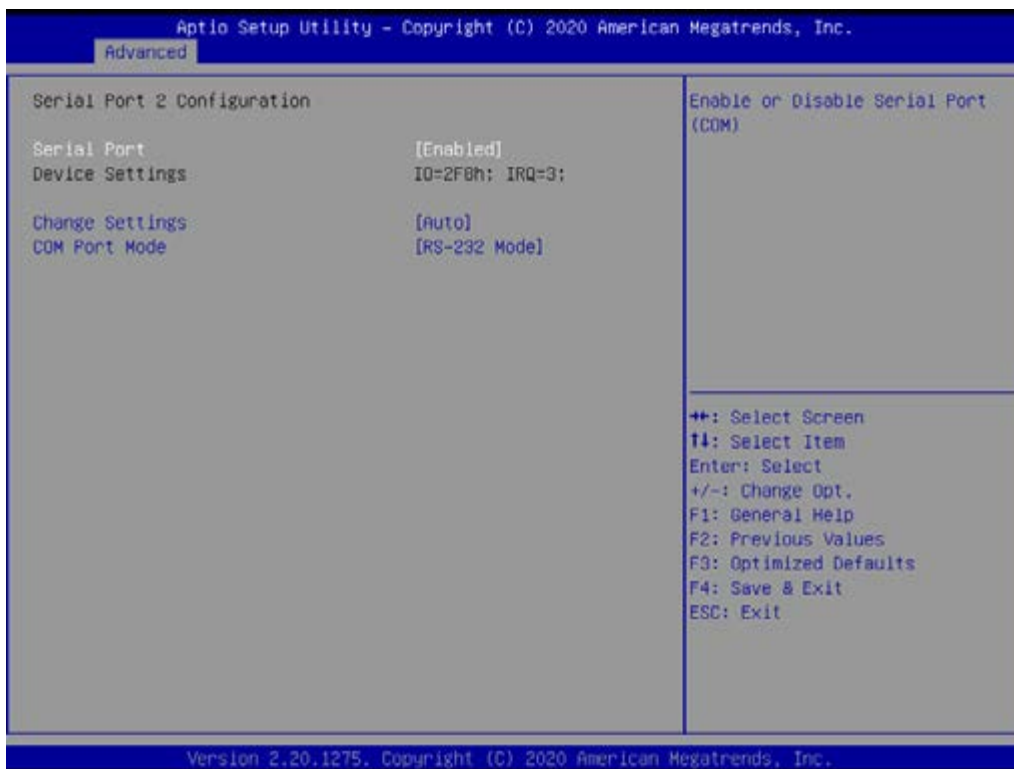 Aptio Setup Utility – Copyright (C) 2020 American Megatrends, Inc.
Advanced
Serial Port 2 Configuration
Serial Port [Enabled]
Device Settings IO=2F8h; IRQ=3;
Change Settings [Auto]
COM Port Mode [RS-232 Mode]
Enable or Disable Serial Port
(COM)
→←: Select Screen
↑↓: Select Item
Enter: Select
+/-: Change Opt.
F1: General Help
F2: Previous Values
F3: Optimized Defaults
F4: Save & Exit
ESC: Exit
Version 2.20.1275. Copyright (C) 2020 American Megatrends, Inc.